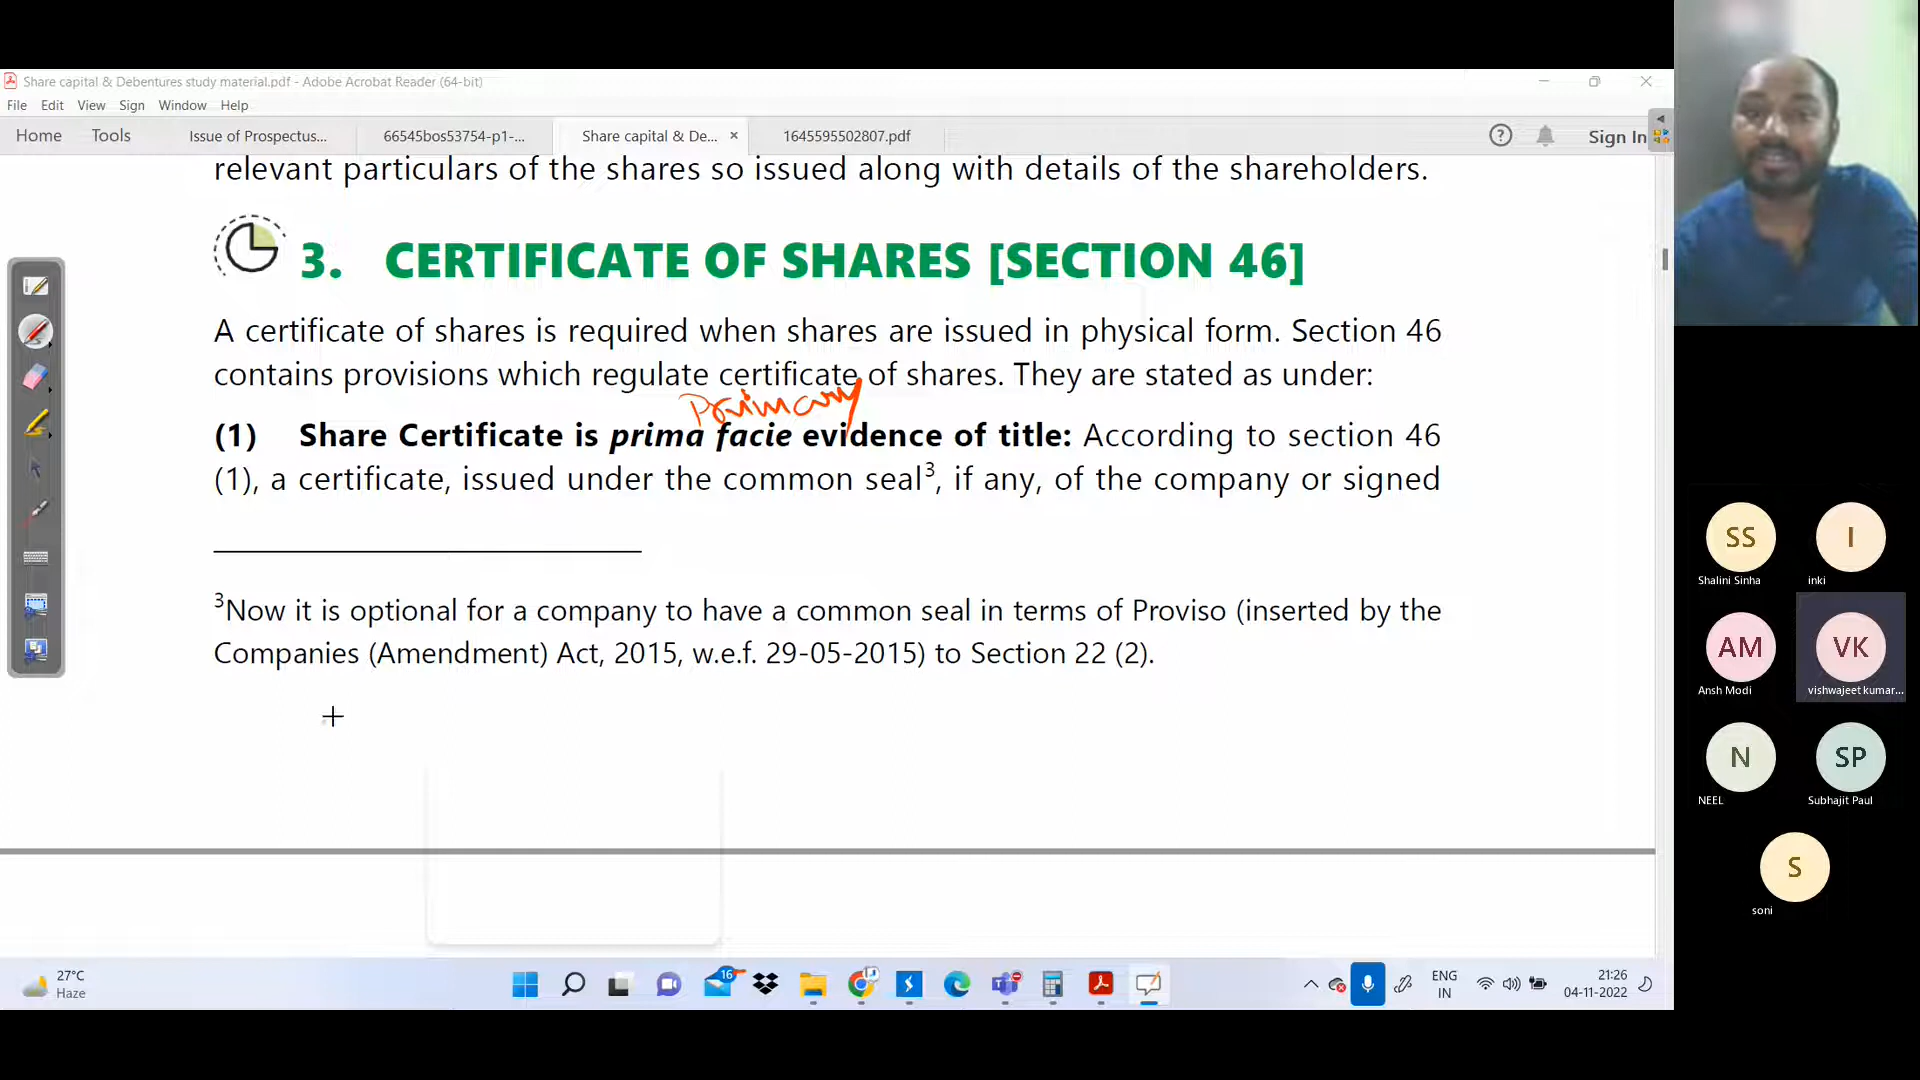 Share capital & Debentures study material.pdf - Adobe Acrobat Reader (64-bit)
File Edit View Sign Window Help
Home Tools Issue of Prospectus... 66545bos53754-p1-... Share capital & De... × 1645595502807.pdf Sign In
relevant particulars of the shares so issued along with details of the shareholders.
3. CERTIFICATE OF SHARES [SECTION 46]
A certificate of shares is required when shares are issued in physical form. Section 46
contains provisions which regulate certificate of shares. They are stated as under:
Primary
(1) Share Certificate is prima facie evidence of title: According to section 46
(1), a certificate, issued under the common seal3, if any, of the company or signed
3Now it is optional for a company to have a common seal in terms of Proviso (inserted by the
Companies (Amendment) Act, 2015, w.e.f. 29-05-2015) to Section 22 (2).
SS I
Shalini Sinha inki
AM VK
Ansh Modi vishwajeet kumar...
N SP
NEEL Subhajit Paul
S
soni
27°C
Haze
16
ENG
IN
21:26
04-11-2022